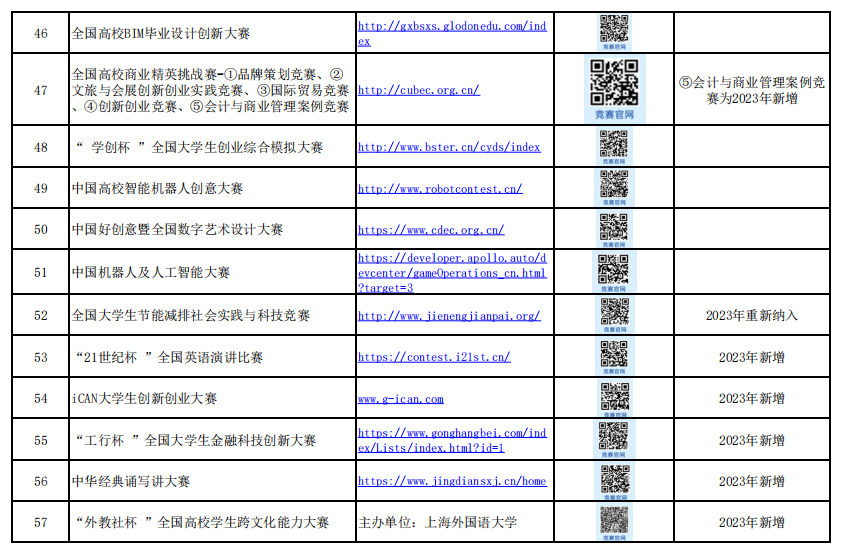 46 全国高校BIM毕业设计创新大赛 http://gxbsxs.glodonedu.com/ind
ex 竞赛官网
47 全国高校商业精英挑战赛-①品牌策划竞赛、②
文旅与会展创新创业实践竞赛、③国际贸易竞赛
、④创新创业竞赛、⑤会计与商业管理案例竞赛 http://cubec.org.cn/ 竞赛官网 ⑤会计与商业管理案例竞
赛为2023年新增
48 “ 学创杯 ”全国大学生创业综合模拟大赛 http://www.bster.cn/cyds/index 竞赛官网
49 中国高校智能机器人创意大赛 http://www.robotcontest.cn/ 竞赛官网
50 中国好创意暨全国数字艺术设计大赛 https://www.cdec.org.cn/ 竞赛官网
51 中国机器人及人工智能大赛 https://developer.apollo.auto/d
evcenter/gameOperations_cn.html
?target=3 竞赛官网
52 全国大学生节能减排社会实践与科技竞赛 http://www.jienengjianpai.org/ 竞赛官网 2023年重新纳入
53 “21世纪杯 ”全国英语演讲比赛 https://contest.i21st.cn/ 竞赛官网 2023年新增
54 iCAN大学生创新创业大赛 www.g-ican.com 竞赛官网 2023年新增
55 “工行杯 ”全国大学生金融科技创新大赛 https://www.gonghangbei.com/ind
ex/Lists/index.html?id=1 竞赛官网 2023年新增
56 中华经典诵写讲大赛 https://www.jingdiansxj.cn/home 竞赛官网 2023年新增
57 “外教社杯 ”全国高校学生跨文化能力大赛 主办单位：上海外国语大学 竞赛官网 2023年新增